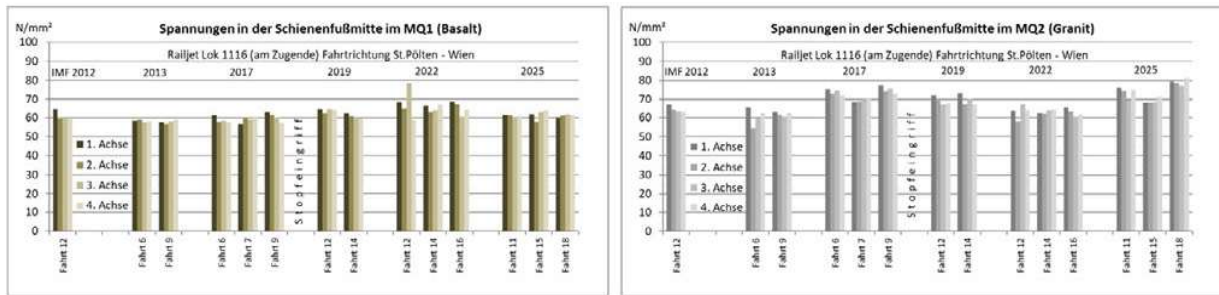 N/mm²
Spannungen in der Schienenfußmitte im MQ1 (Basalt)
Railjet Lok 1116 (am Zugende) Fahrtrichtung St.Pölten - Wien
IMF 2012 2013 2017 2019 2022 2025
100
90
80
70
60
50
40
30
20
10
0
1. Achse
2. Achse
3. Achse
4. Achse
Stopfeingriff
Fahrt 12 Fahrt 6 Fahrt 9 Fahrt 6 Fahrt 7 Fahrt 9 Fahrt 12 Fahrt 14 Fahrt 12 Fahrt 14 Fahrt 16 Fahrt 11 Fahrt 15 Fahrt 18
N/mm²
Spannungen in der Schienenfußmitte im MQ2 (Granit)
Railjet Lok 1116 (am Zugende) Fahrtrichtung St.Pölten - Wien
IMF 2012 2013 2017 2019 2022 2025
100
90
80
70
60
50
40
30
20
10
0
1. Achse
2. Achse
3. Achse
4. Achse
Stopfeingriff
Fahrt 12 Fahrt 6 Fahrt 9 Fahrt 6 Fahrt 7 Fahrt 9 Fahrt 12 Fahrt 14 Fahrt 12 Fahrt 14 Fahrt 16 Fahrt 11 Fahrt 15 Fahrt 18